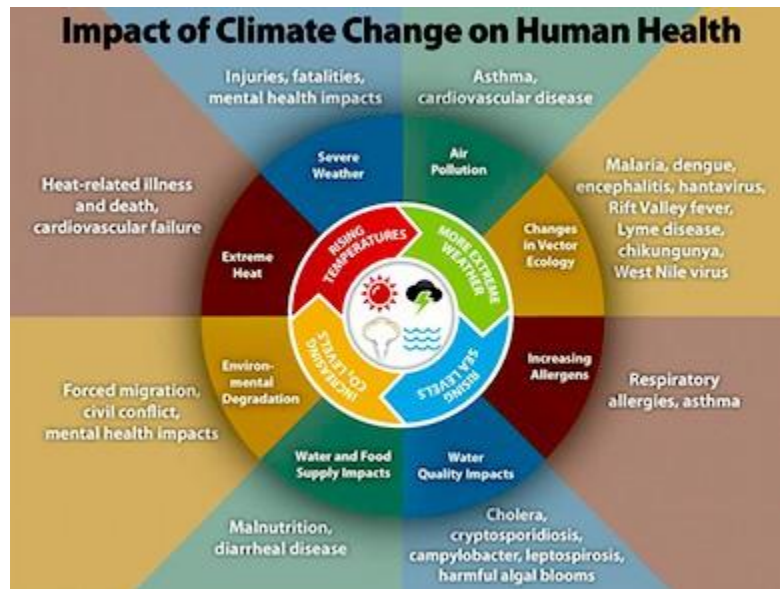 Impact of Climate Change on Human Health
Injuries, fatalities,
mental health impacts
Asthma,
cardiovascular disease
Severe
Weather
Air
Pollution
Heat-related illness
and death,
cardiovascular failure
Malaria, dengue,
encephalitis, hantavirus,
Rift Valley fever,
Lyme disease,
chikungunya,
West Nile virus
Extreme
Heat
Changes
in Vector
Ecology
RISING
TEMPERATURES
MORE EXTREME
WEATHER
INCREASING
CO₂ LEVELS
RISING
SEA LEVELS
Environ-
mental
Degradation
Increasing
Allergens
Forced migration,
civil conflict,
mental health impacts
Respiratory
allergies, asthma
Water and Food
Supply Impacts
Water
Quality Impacts
Malnutrition,
diarrheal disease
Cholera,
cryptosporidiosis,
campylobacter, leptospirosis,
harmful algal blooms